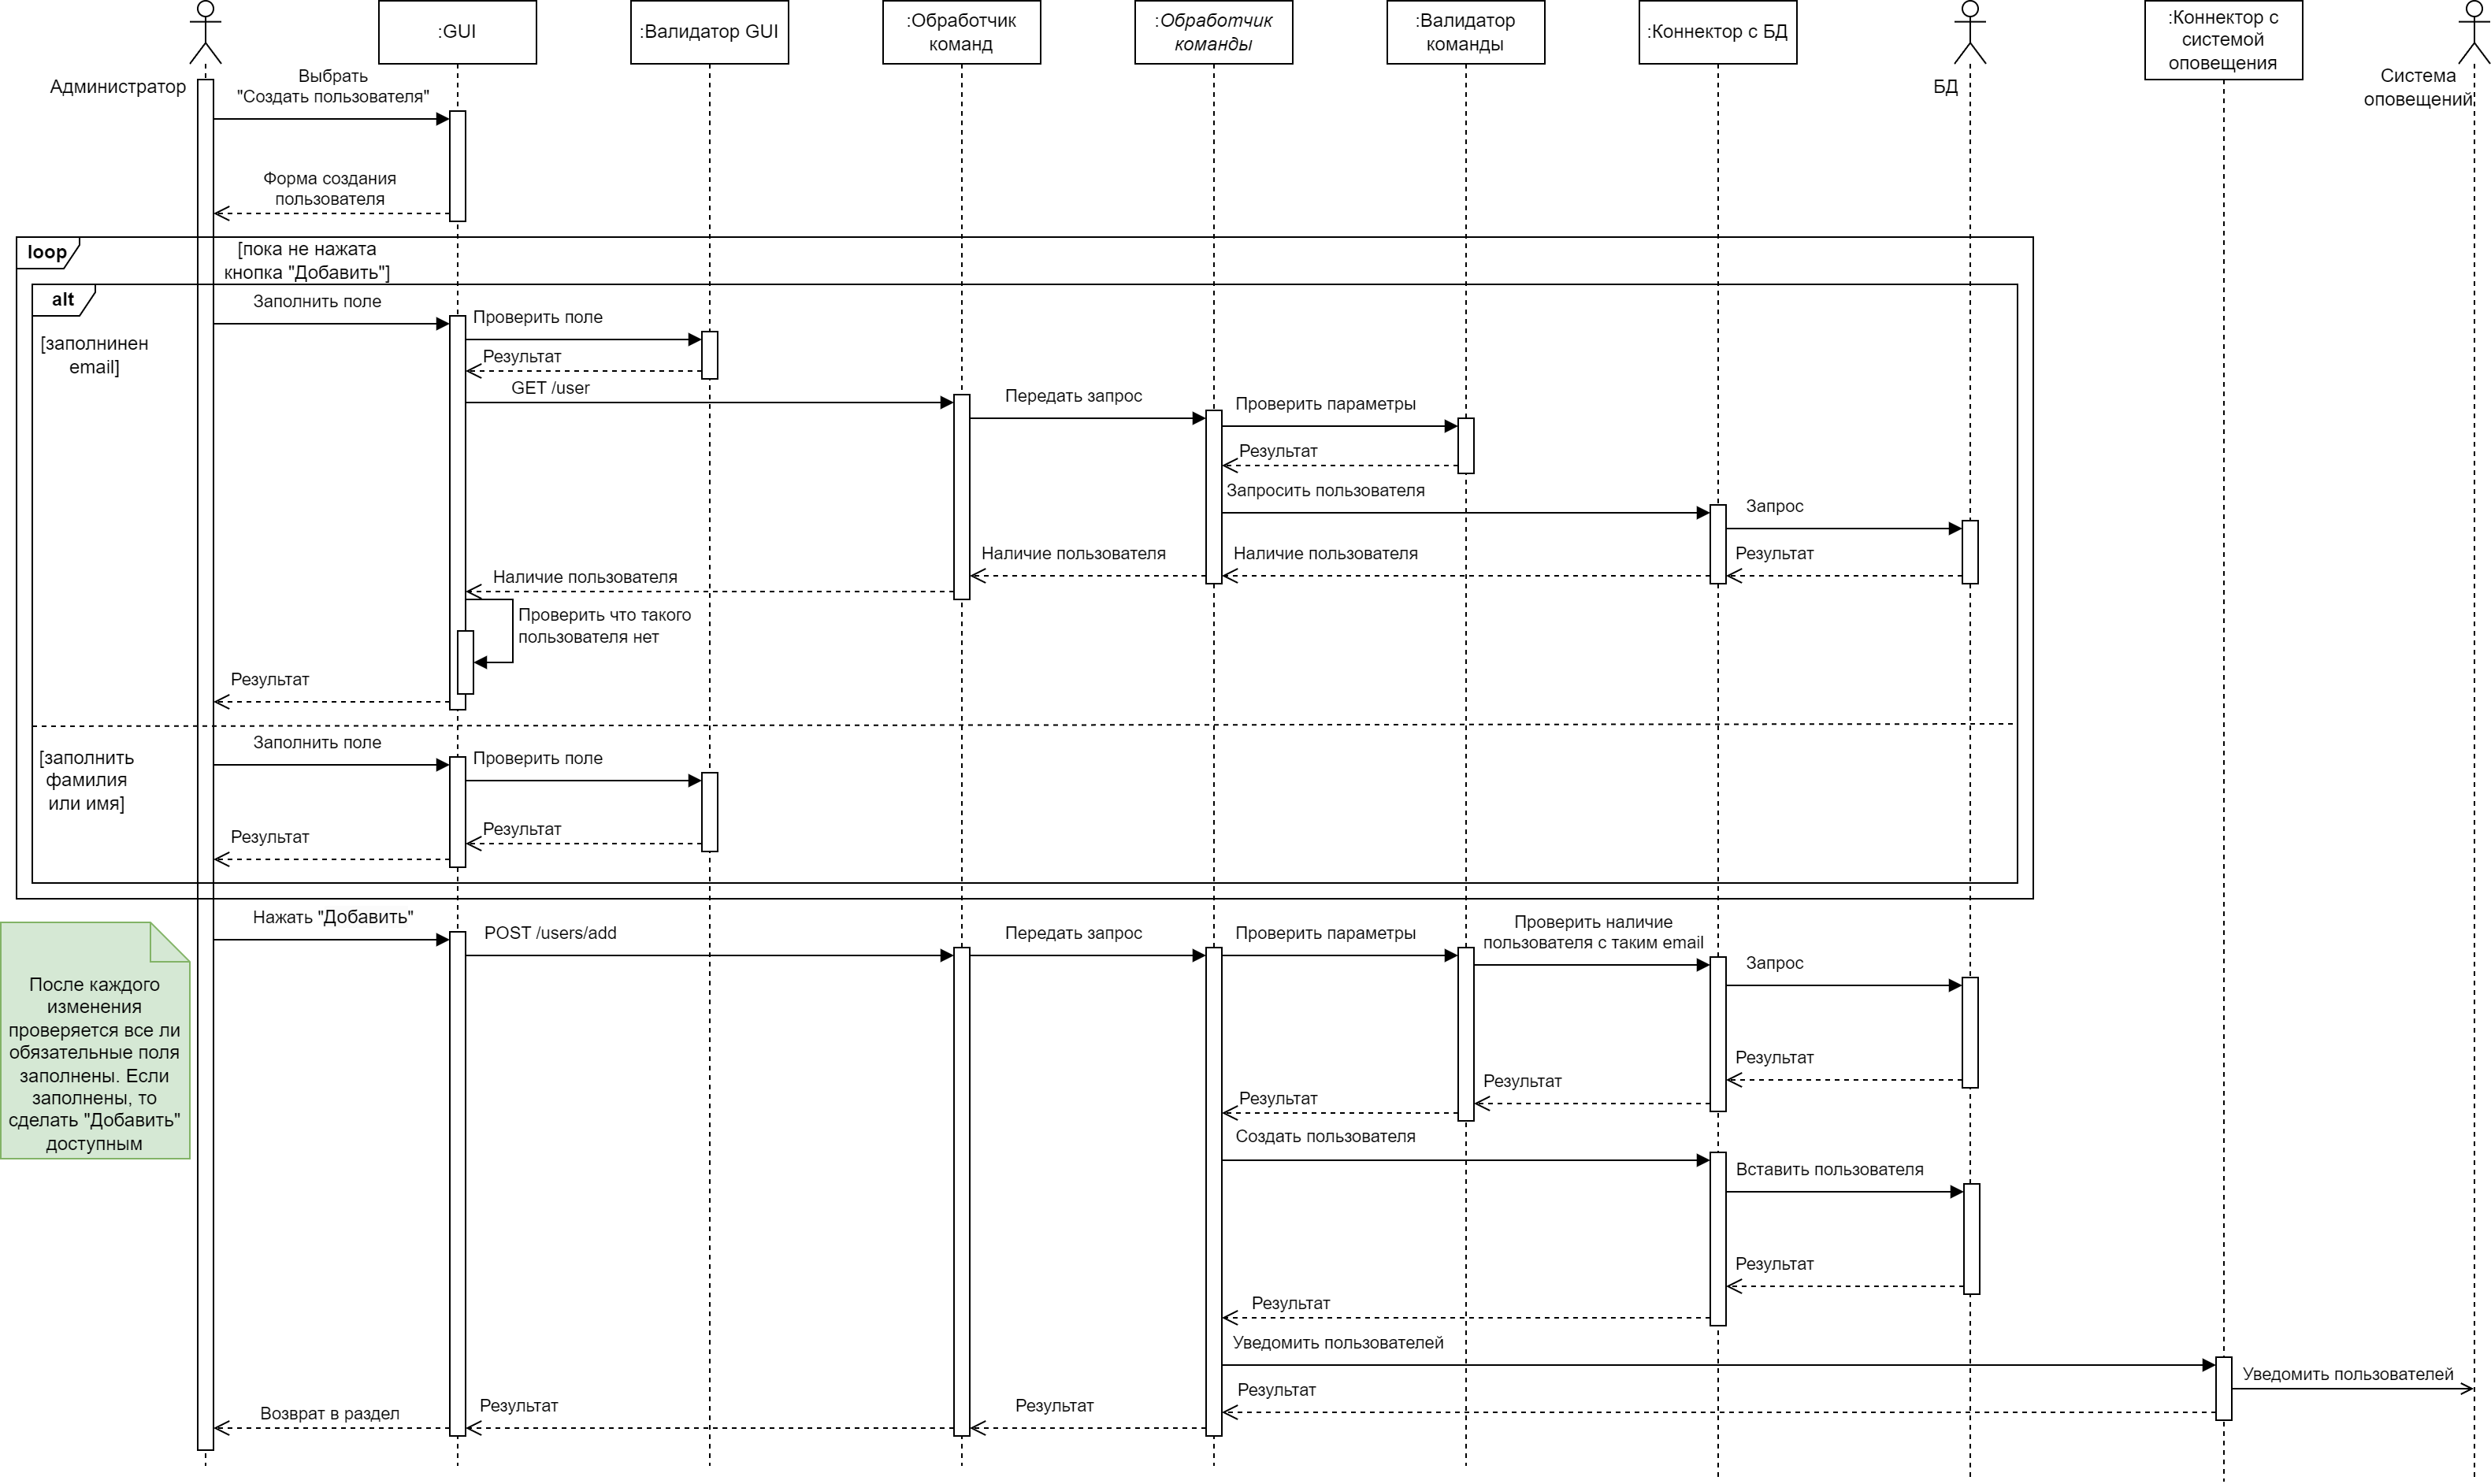 :GUI
:Валидатор GUI
:Обработчик
команд
:Обработчик
команды
:Валидатор
команды
:Коннектор с БД
:Коннектор с
системой
оповещения
Администратор
БД
Система
оповещений
Выбрать
"Создать пользователя"
Форма создания
пользователя
loop
[пока не нажата
кнопка "Добавить"]
alt
[заполнинен
email]
Заполнить поле
Проверить поле
Результат
GET /user
Передать запрос
Проверить параметры
Результат
Запросить пользователя
Запрос
Результат
Наличие пользователя
Наличие пользователя
Наличие пользователя
Проверить что такого
пользователя нет
Результат
[заполнить
фамилия
или имя]
Заполнить поле
Проверить поле
Результат
Результат
Нажать "Добавить"
POST /users/add
Передать запрос
Проверить параметры
Проверить наличие
пользователя с таким email
Запрос
После каждого
изменения
проверяется все ли
обязательные поля
заполнены. Если
заполнены, то
сделать "Добавить"
доступным
Результат
Результат
Результат
Создать пользователя
Вставить пользователя
Результат
Результат
Уведомить пользователей
Уведомить пользователей
Результат
Результат
Результат
Возврат в раздел